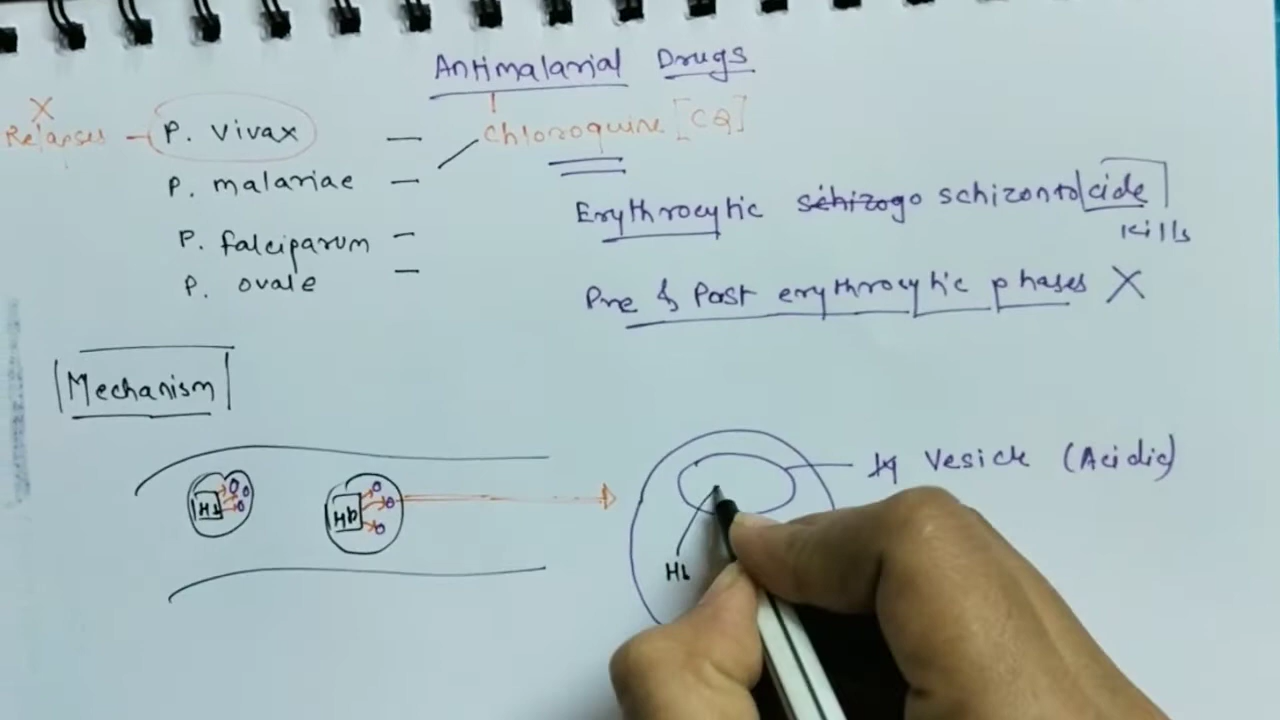 Antimalarial Drugs
X
Relapses - P. vivax — Chloroquine [CQ]
P. malariae —
Erythrocytic schizogo schizontocide
kills
P. falciparum —
P. ovale —
Pre & Post erythrocytic phases X
Mechanism
Vesicle (Acidic)
Hb
Hb
Hb